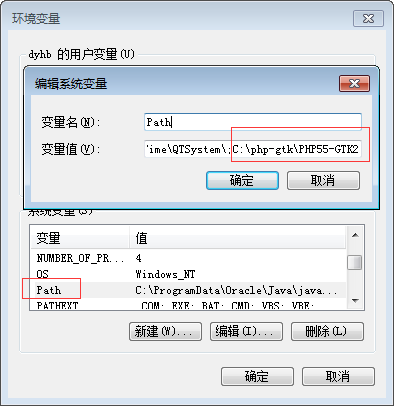 环境变量
dyhb 的用户变量(U)
编辑系统变量
变量名(N):
Path
变量值(V):
'ime\QTSystem\;C:\php-gtk\PHP55-GTK2
确定
取消
系统变量(S)
变量
值
NUMBER_OF_PR...
4
OS
Windows_NT
Path
C:\ProgramData\Oracle\Java\java...
PATHEXT
.COM;.EXE;.BAT;.CMD;.VBS;.VBE;
新建(W)...
编辑(I)...
删除(L)
确定
取消